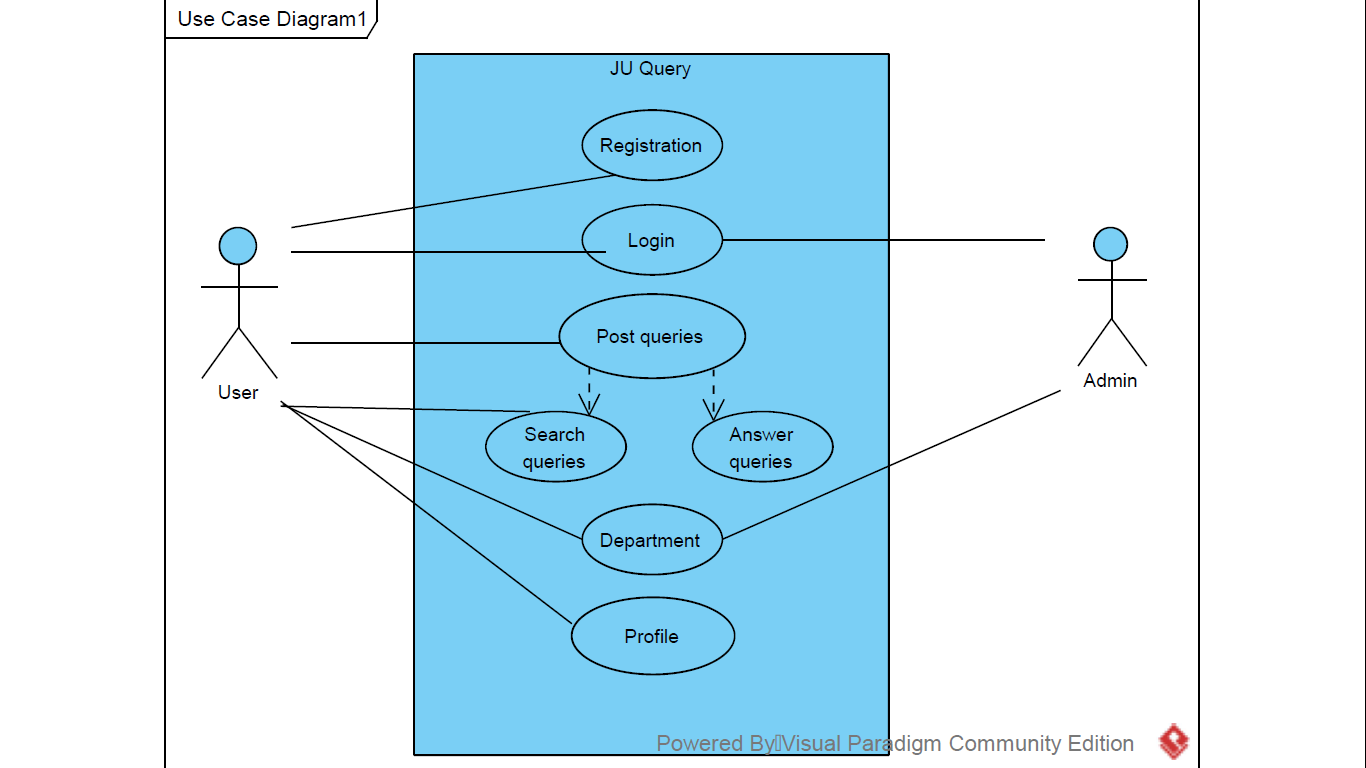 Use Case Diagram1
JU Query
Registration
Login
Post queries
User
Admin
Search
queries
Answer
queries
Department
Profile
Powered By Visual Paradigm Community Edition